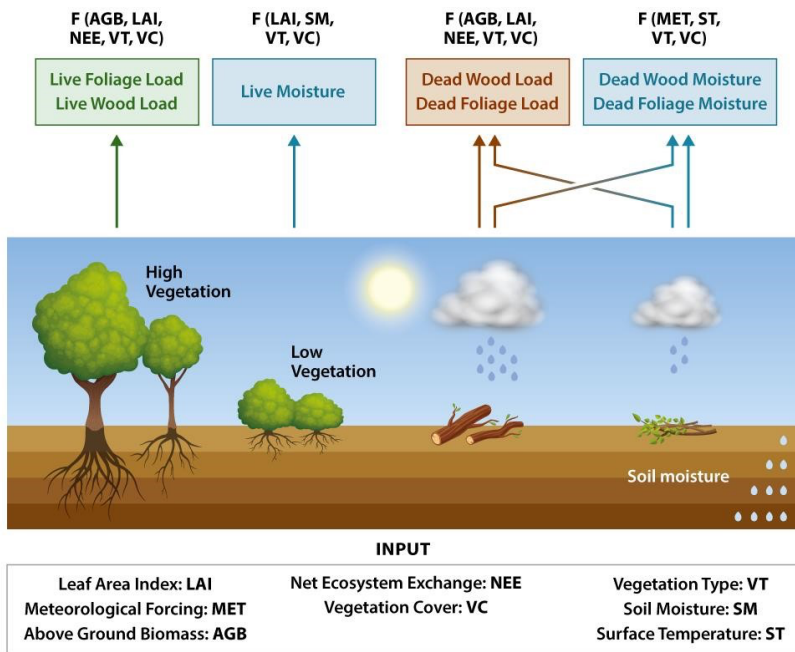 F (AGB, LAI,
NEE, VT, VC)
F (LAI, SM,
VT, VC)
F (AGB, LAI,
NEE, VT, VC)
F (MET, ST,
VT, VC)
Live Foliage Load
Live Wood Load
Live Moisture
Dead Wood Load
Dead Foliage Load
Dead Wood Moisture
Dead Foliage Moisture
High
Vegetation
Low
Vegetation
Soil moisture
INPUT
Leaf Area Index: LAI
Meteorological Forcing: MET
Above Ground Biomass: AGB
Net Ecosystem Exchange: NEE
Vegetation Cover: VC
Vegetation Type: VT
Soil Moisture: SM
Surface Temperature: ST